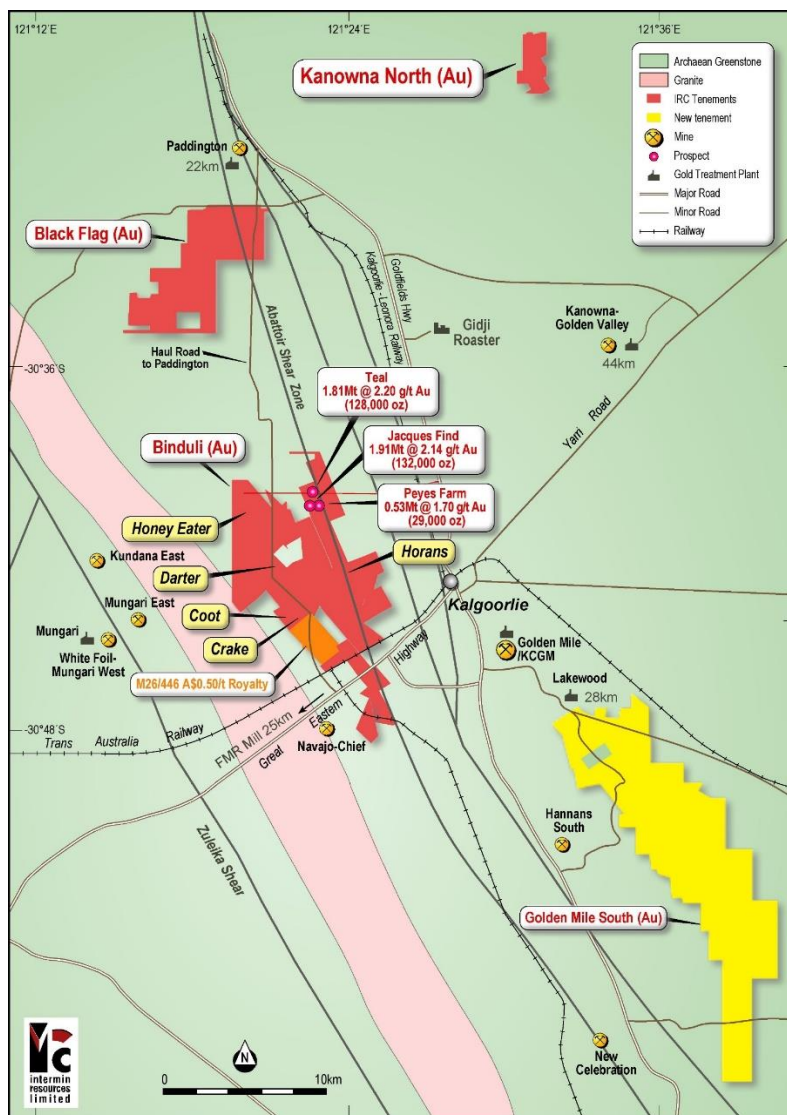 121°12'
121°24'
121°36'
Kanowna North (Au)
Archaean Greenstone
Granite
IRC Tenements
New tenement
Mine
Prospect
Gold Treatment Plant
Major Road
Minor Road
Railway
Paddington
22km
Black Flag (Au)
Abattoir Shear Zone
Kalgoorlie - Leonora Railway
Goldfields Hwy
Gidji
Roaster
Kanowna-
Golden Valley
44km
Yarri Road
Haul Road
to Paddington
-30°36'S
Teal
1.81Mt @ 2.20 g/t Au
(128,000 oz)
Jacques Find
1.91Mt @ 2.14 g/t Au
(132,000 oz)
Peyes Farm
0.53Mt @ 1.70 g/t Au
(29,000 oz)
Binduli (Au)
Honey Eater
Horans
Kundana East
Darter
Kalgoorlie
Mungari East
Coot
Mungari
White Foil-
Mungari West
Crake
M26/446 A$0.50/t Royalty
Golden Mile
/KCGM
Lakewood
28km
-30°48'S
Trans Australia Railway
FMR Mill 25km
Great Eastern Highway
Navajo-Chief
Zuleika Shear
Hannans
South
Golden Mile South (Au)
New
Celebration
N
0
10km
intermin
resources
limited